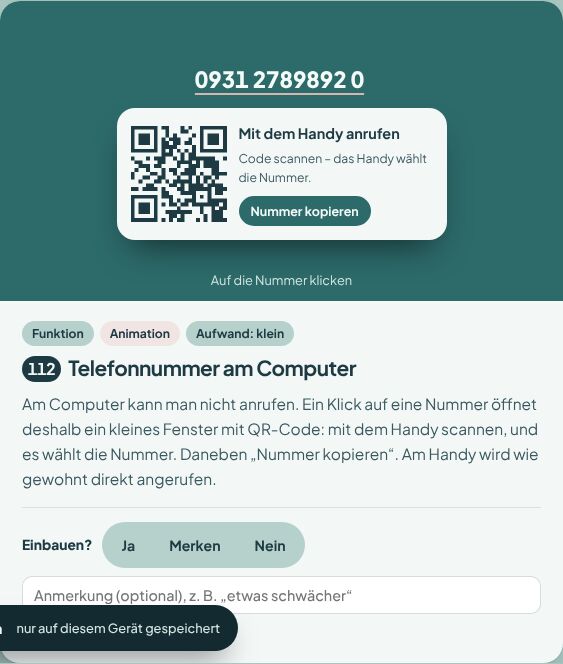 0931 2789892 0
Mit dem Handy anrufen
Code scannen – das Handy wählt
die Nummer.
Nummer kopieren
Auf die Nummer klicken
Funktion
Animation
Aufwand: klein
112 Telefonnummer am Computer
Am Computer kann man nicht anrufen. Ein Klick auf eine Nummer öffnet
deshalb ein kleines Fenster mit QR-Code: mit dem Handy scannen, und
es wählt die Nummer. Daneben „Nummer kopieren“. Am Handy wird wie
gewohnt direkt angerufen.
Einbauen? Ja Merken Nein
Anmerkung (optional), z. B. „etwas schwächer“
nur auf diesem Gerät gespeichert